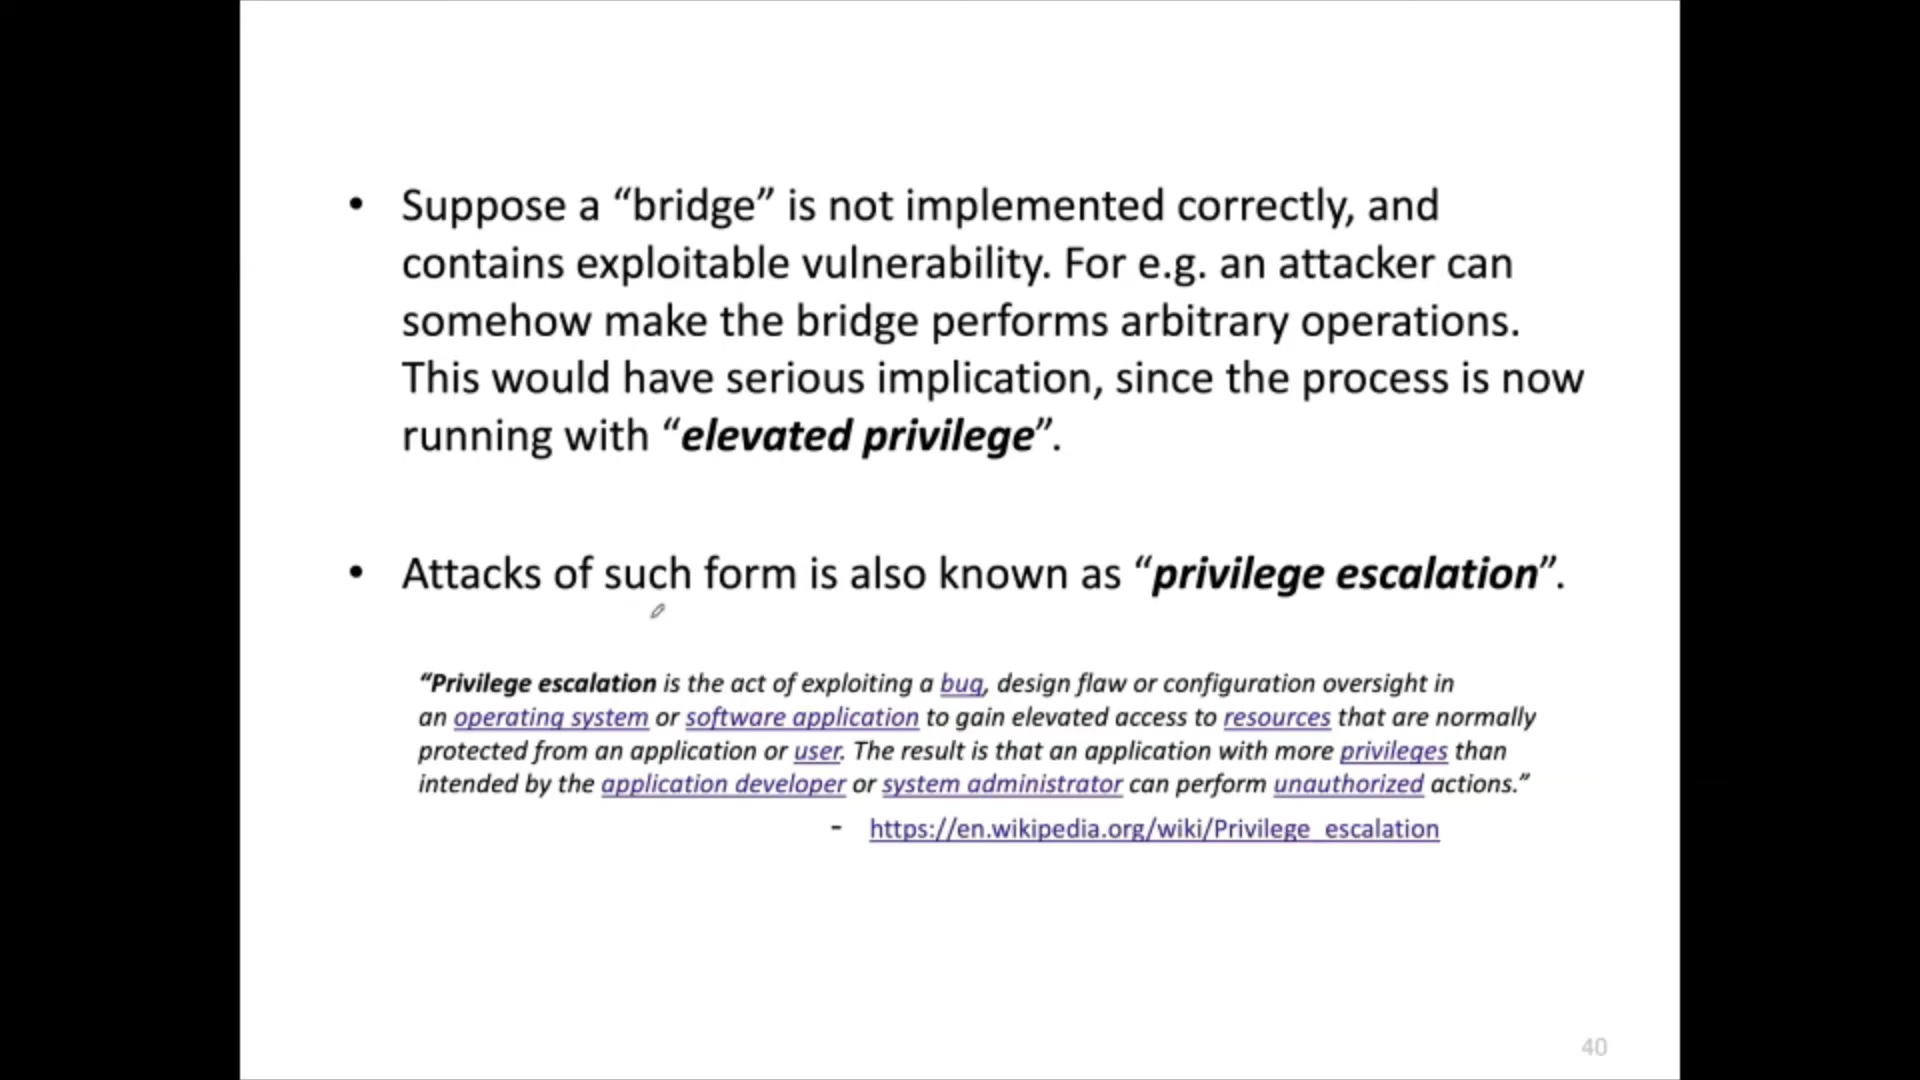 • Suppose a “bridge” is not implemented correctly, and
contains exploitable vulnerability. For e.g. an attacker can
somehow make the bridge performs arbitrary operations.
This would have serious implication, since the process is now
running with “elevated privilege”.
• Attacks of such form is also known as “privilege escalation”.
“Privilege escalation is the act of exploiting a bug, design flaw or configuration oversight in
an operating system or software application to gain elevated access to resources that are normally
protected from an application or user. The result is that an application with more privileges than
intended by the application developer or system administrator can perform unauthorized actions.”
- https://en.wikipedia.org/wiki/Privilege_escalation
40